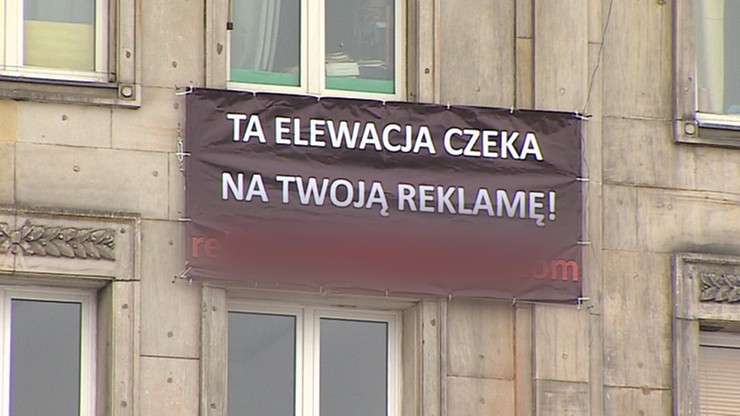 TA ELEWACJA CZEKA
NA TWOJĄ REKLAMĘ!